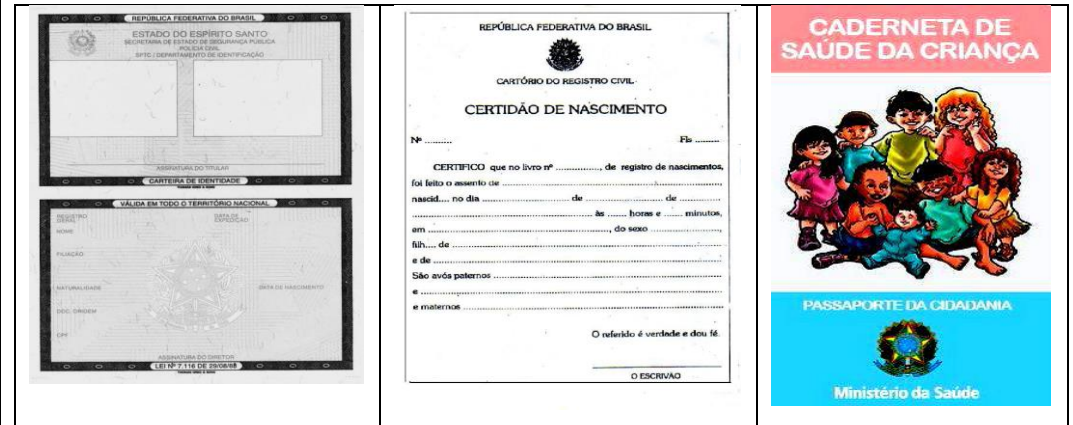 REPÚBLICA FEDERATIVA DO BRASIL
ESTADO DO ESPÍRITO SANTO
SECRETARIA DE ESTADO DE SEGURANÇA PÚBLICA
POLÍCIA CIVIL
SPTC / DEPARTAMENTO DE IDENTIFICAÇÃO
ASSINATURA DO TITULAR
CARTEIRA DE IDENTIDADE
VÁLIDA EM TODO O TERRITÓRIO NACIONAL
REGISTRO
GERAL
DATA DE
EXPEDIÇÃO
NOME
FILIAÇÃO
NATURALIDADE
DATA DE NASCIMENTO
DOC. ORIGEM
CPF
ASSINATURA DO DIRETOR
LEI Nº 7.116 DE 29/08/83
REPÚBLICA FEDERATIVA DO BRASIL
CARTÓRIO DO REGISTRO CIVIL
CERTIDÃO DE NASCIMENTO
Nº .......... Fls .........
CERTIFICO que no livro nº ..............., de registro de nascimentos,
foi feito o assento de ...............
nascid.... no dia ............... de ............... de ...............
............... às ....... horas e ....... minutos,
em ..............., do sexo ...............,
filh.... de ...............
e de ...............
São avós paternos ...............
e ...............
e maternos ...............
O referido é verdade e dou fé.
O ESCRIVÃO
CADERNETA DE
SAÚDE DA CRIANÇA
PASSAPORTE DA CIDADANIA
Ministério da Saúde